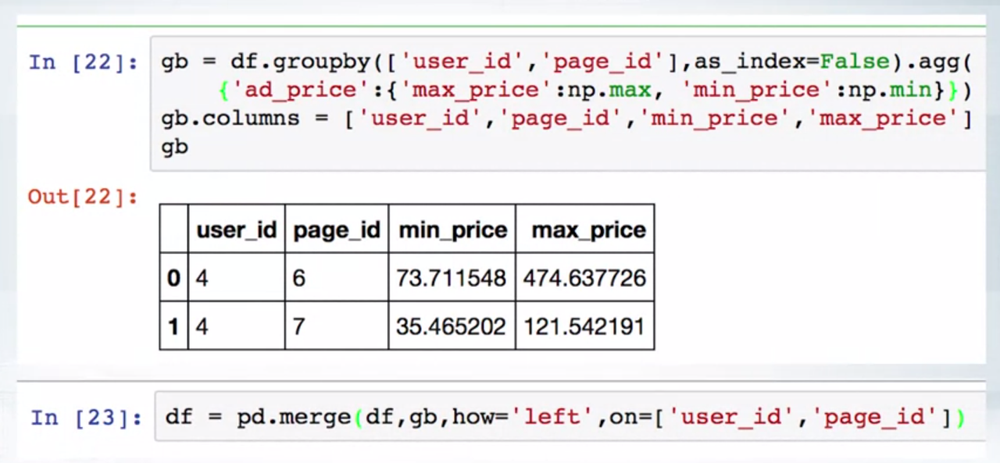 In [22]: gb = df.groupby(['user_id','page_id'],as_index=False).agg(
{'ad_price':{'max_price':np.max, 'min_price':np.min}})
gb.columns = ['user_id','page_id','min_price','max_price']
gb
Out[22]:
user_id page_id min_price max_price
0 4 6 73.711548 474.637726
1 4 7 35.465202 121.542191
In [23]: df = pd.merge(df,gb,how='left',on=['user_id','page_id'])